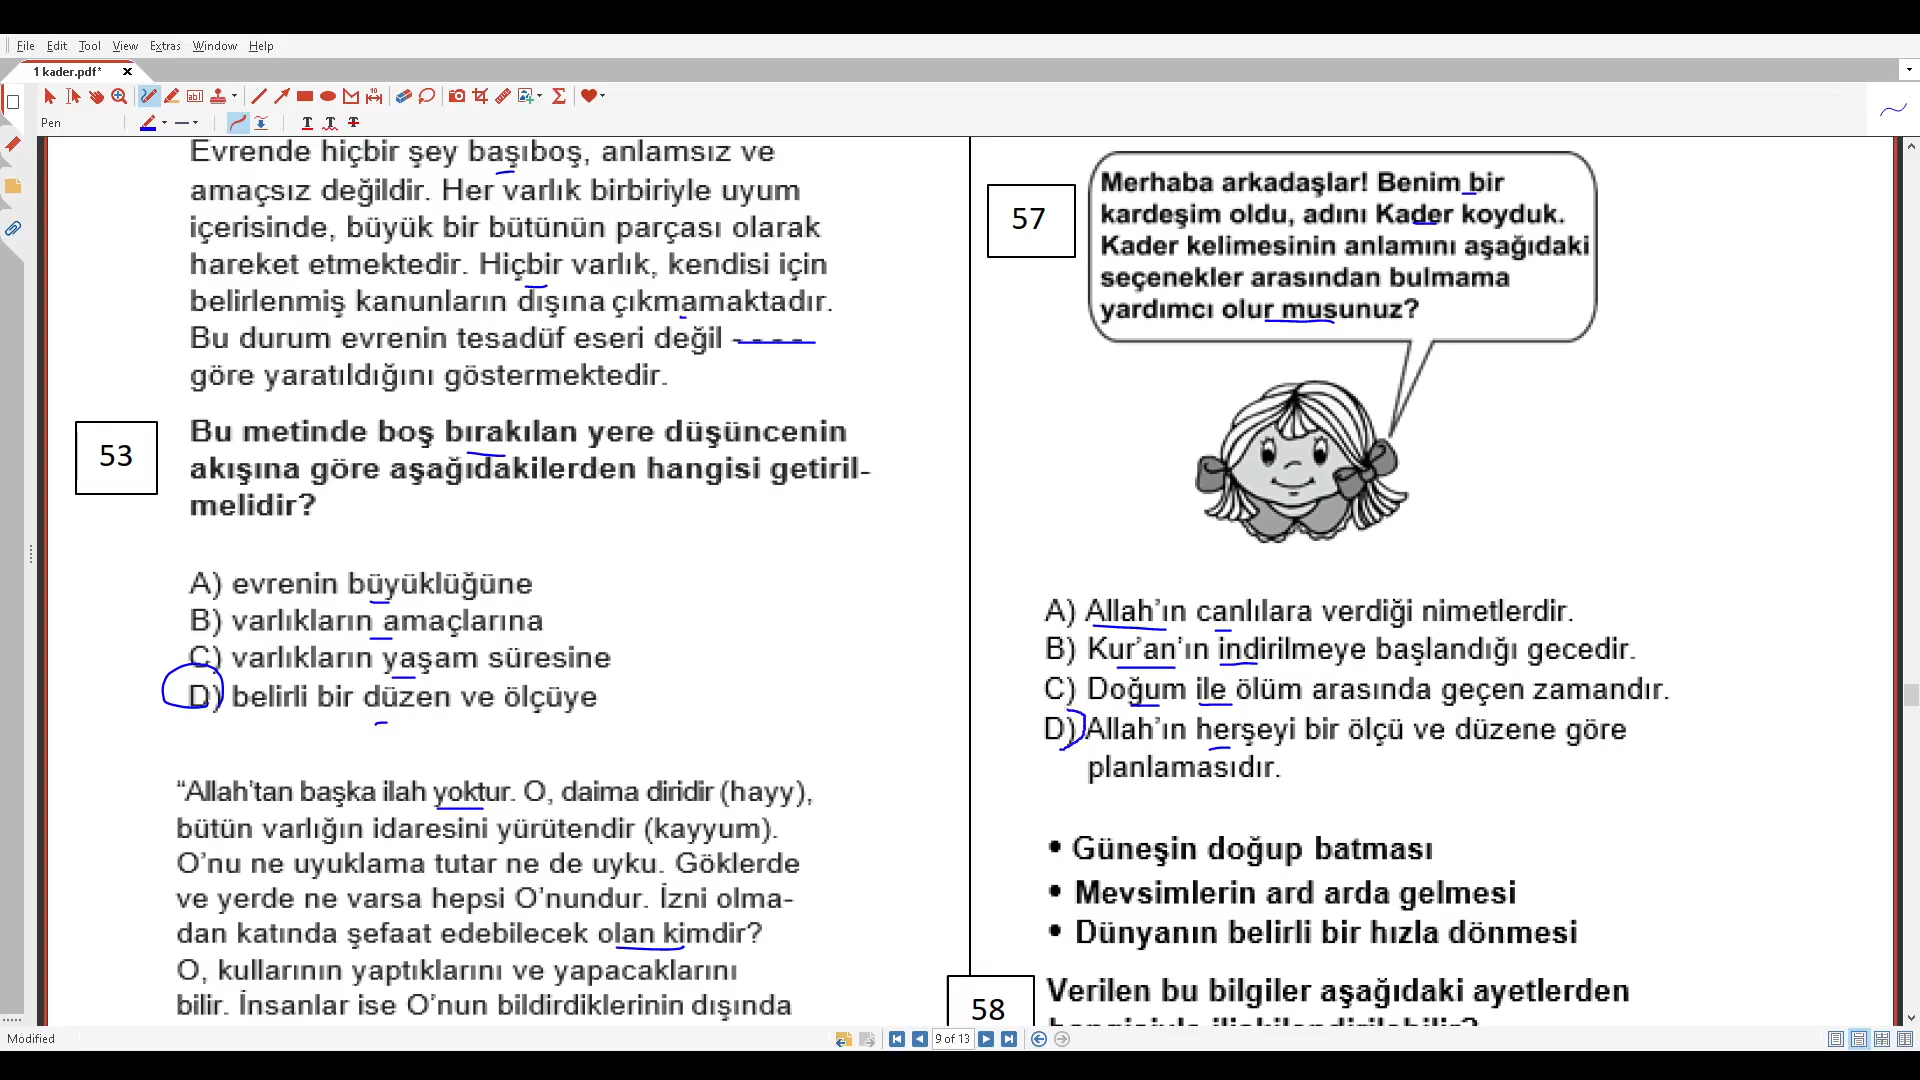 File Edit Tool View Extras Window Help
1 kader.pdf*
Pen
Evrende hiçbir şey başıboş, anlamsız ve
amaçsız değildir. Her varlık birbiriyle uyum
içerisinde, büyük bir bütünün parçası olarak
hareket etmektedir. Hiçbir varlık, kendisi için
belirlenmiş kanunların dışına çıkmamaktadır.
Bu durum evrenin tesadüf eseri değil - - - - -
göre yaratıldığını göstermektedir.
53
Bu metinde boş bırakılan yere düşüncenin
akışına göre aşağıdakilerden hangisi getiril-
melidir?
A) evrenin büyüklüğüne
B) varlıkların amaçlarına
C) varlıkların yaşam süresine
D) belirli bir düzen ve ölçüye
“Allah’tan başka ilah yoktur. O, daima diridir (hayy),
bütün varlığın idaresini yürütendir (kayyum).
O’nu ne uyuklama tutar ne de uyku. Göklerde
ve yerde ne varsa hepsi O’nundur. İzni olma-
dan katında şefaat edebilecek olan kimdir?
O, kullarının yaptıklarını ve yapacaklarını
bilir. İnsanlar ise O’nun bildirdiklerinin dışında
57
Merhaba arkadaşlar! Benim bir
kardeşim oldu, adını Kader koyduk.
Kader kelimesinin anlamını aşağıdaki
seçenekler arasından bulmama
yardımcı olur musunuz?
A) Allah’ın canlılara verdiği nimetlerdir.
B) Kur’an’ın indirilmeye başlandığı gecedir.
C) Doğum ile ölüm arasında geçen zamandır.
D) Allah’ın herşeyi bir ölçü ve düzene göre
planlamasıdır.
• Güneşin doğup batması
• Mevsimlerin ard arda gelmesi
• Dünyanın belirli bir hızla dönmesi
58
Verilen bu bilgiler aşağıdaki ayetlerden
hangisiyle ilişkilendirilebilir?
Modified
9 of 13